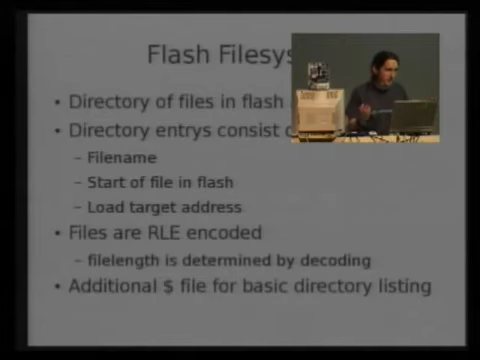 Flash Filesys
• Directory of files in flash
• Directory entrys consist
– Filename
– Start of file in flash
– Load target address
• Files are RLE encoded
– filelength is determined by decoding
• Additional $ file for basic directory listing